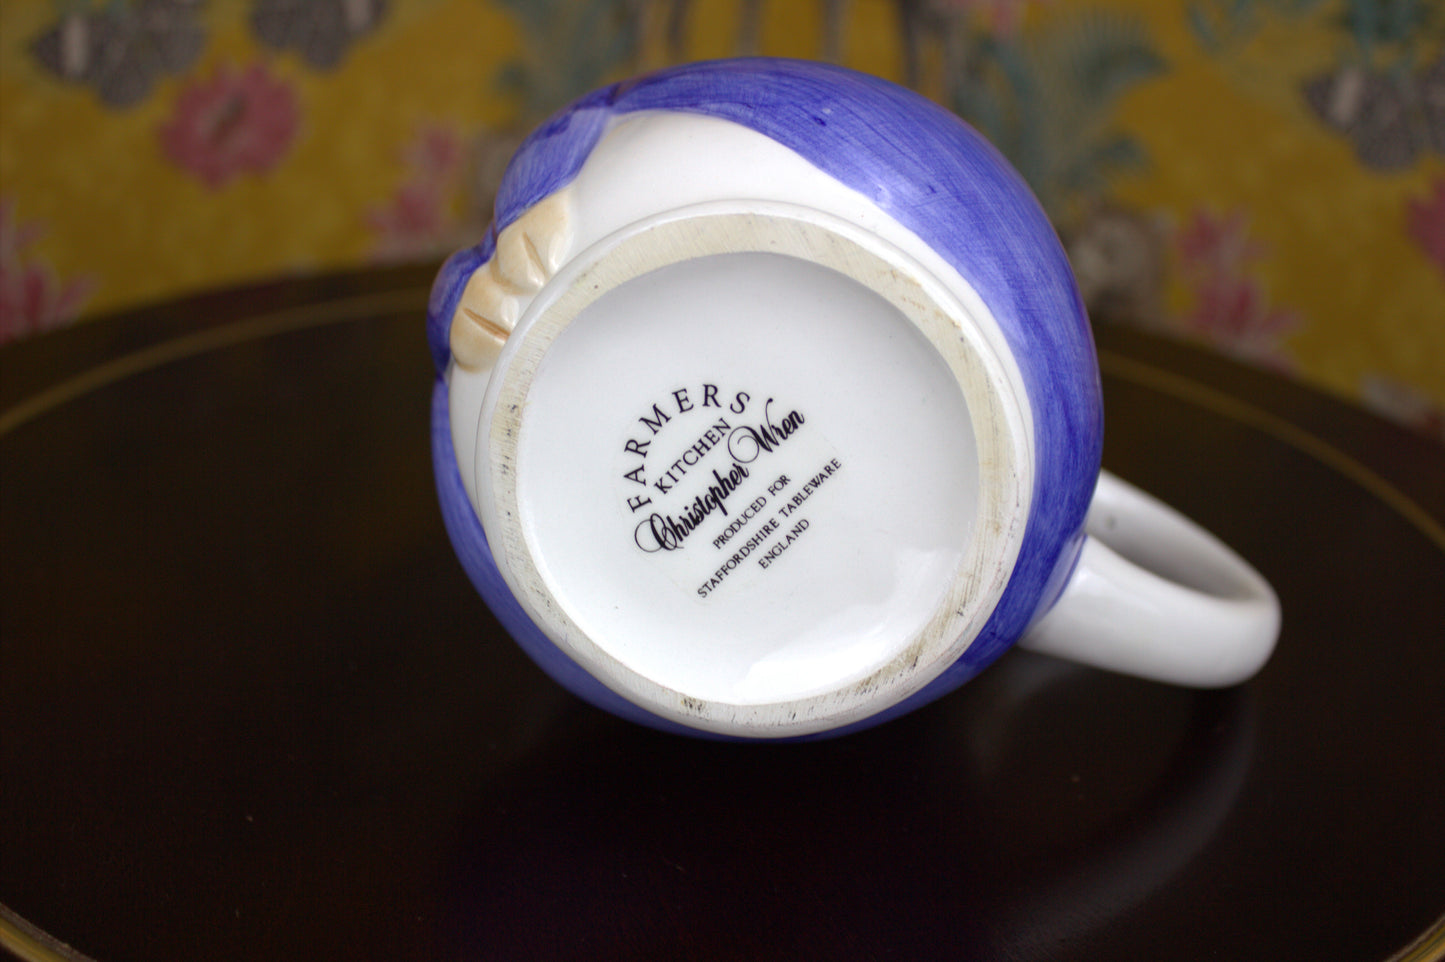 FARMERS
KITCHEN
Christopher Wren
PRODUCED FOR
STAFFORDSHIRE TABLEWARE
ENGLAND